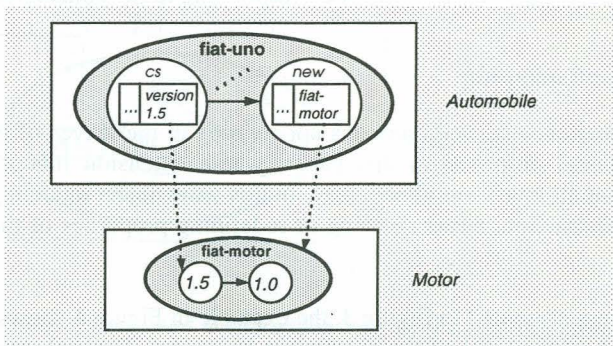 fiat-uno
cs
new
... version
1.5
... fiat-
motor
Automobile
fiat-motor
1.5
1.0
Motor